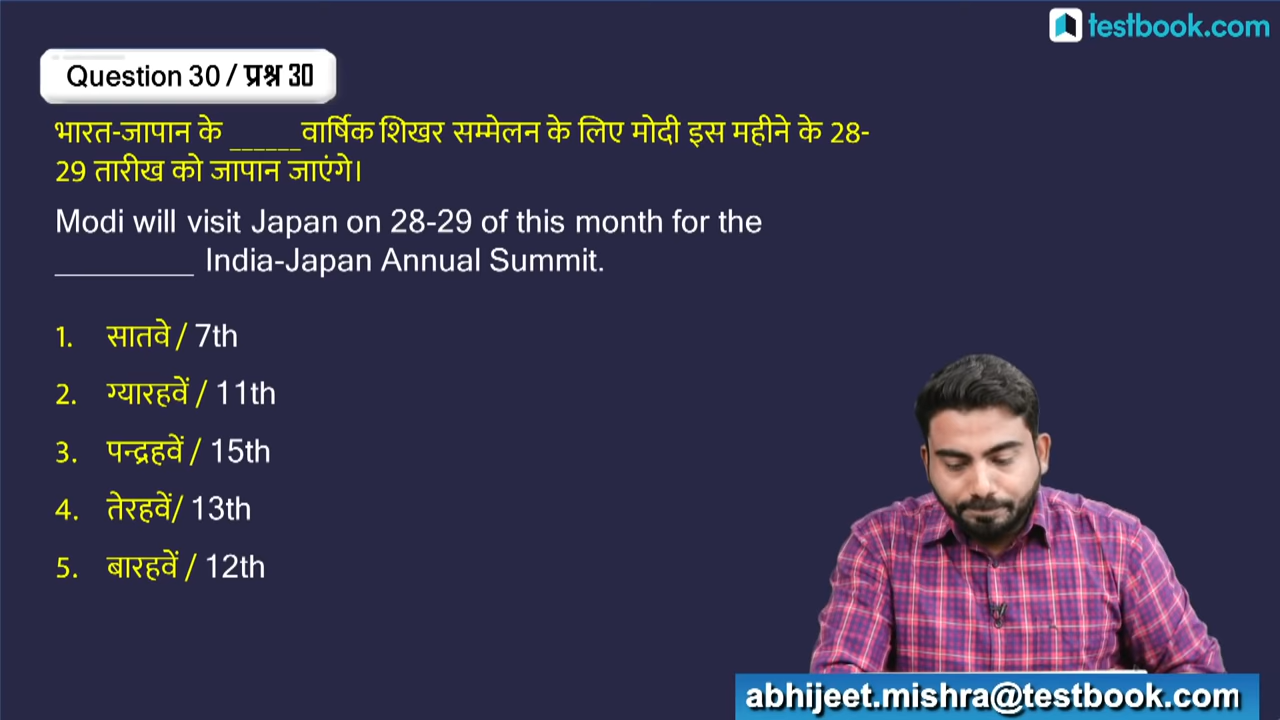 testbook.com
Question 30 / प्रश्न 30
भारत-जापान के ______वार्षिक शिखर सम्मेलन के लिए मोदी इस महीने के 28-
29 तारीख को जापान जाएंगे।
Modi will visit Japan on 28-29 of this month for the
________ India-Japan Annual Summit.
1. सातवे / 7th
2. ग्यारहवें / 11th
3. पन्द्रहवें / 15th
4. तेरहवें/ 13th
5. बारहवें / 12th
abhijeet.mishra@testbook.com